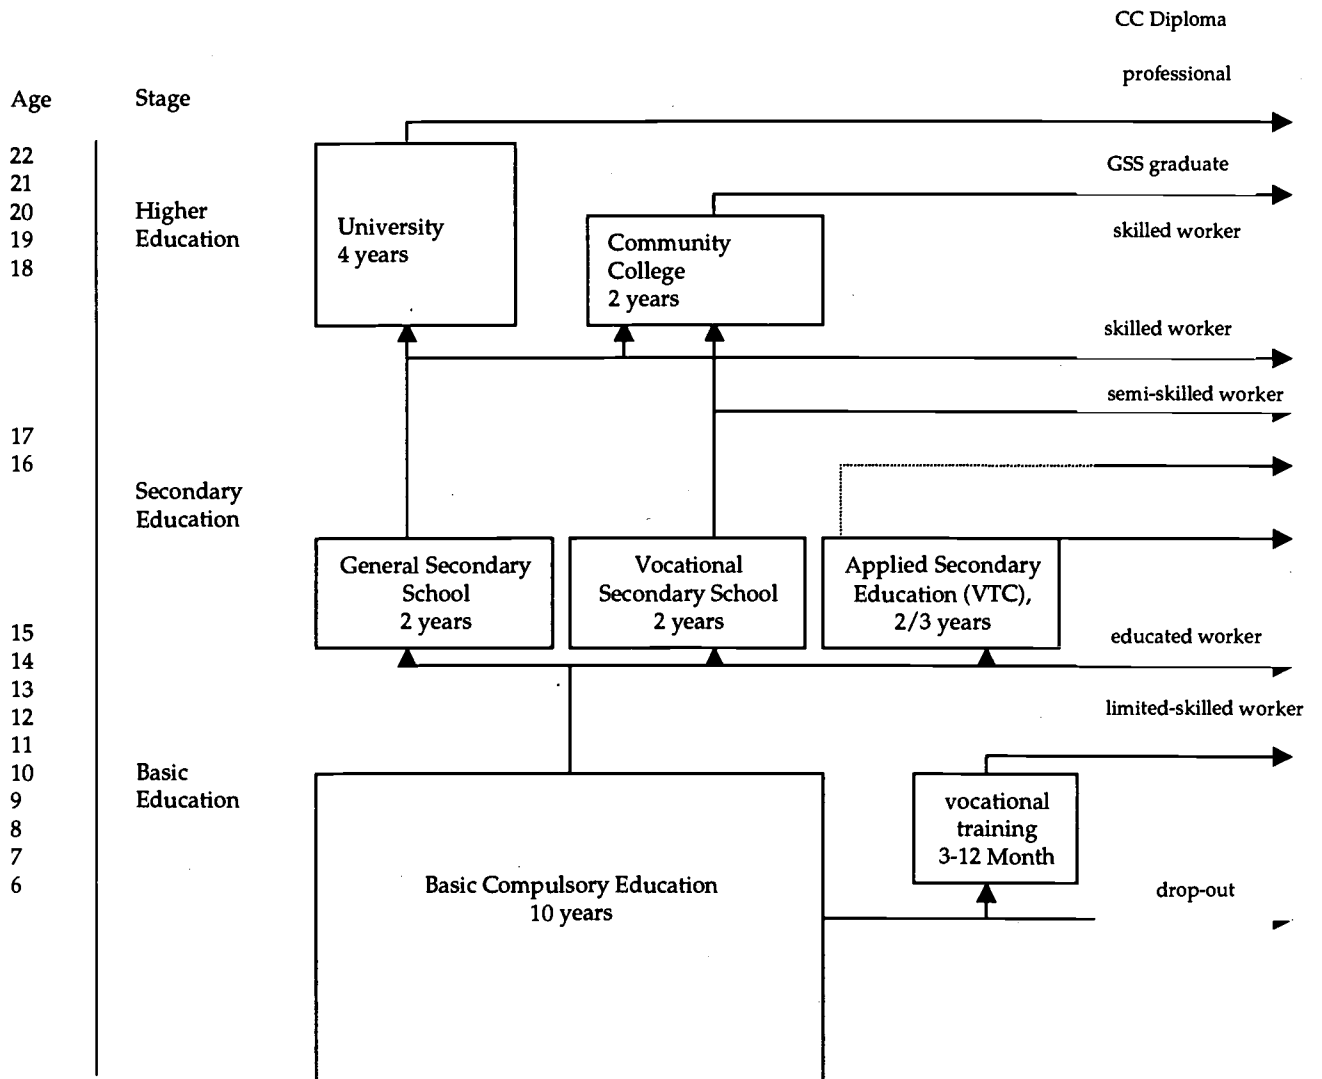 CC Diploma
professional
Age
Stage
22
21
20
19
18
Higher
Education
University
4 years
Community
College
2 years
GSS graduate
skilled worker
skilled worker
semi-skilled worker
17
16
Secondary
Education
General Secondary
School
2 years
Vocational
Secondary School
2 years
Applied Secondary
Education (VTC),
2/3 years
15
14
13
12
11
10
9
8
7
6
educated worker
limited-skilled worker
Basic
Education
Basic Compulsory Education
10 years
vocational
training
3-12 Month
drop-out